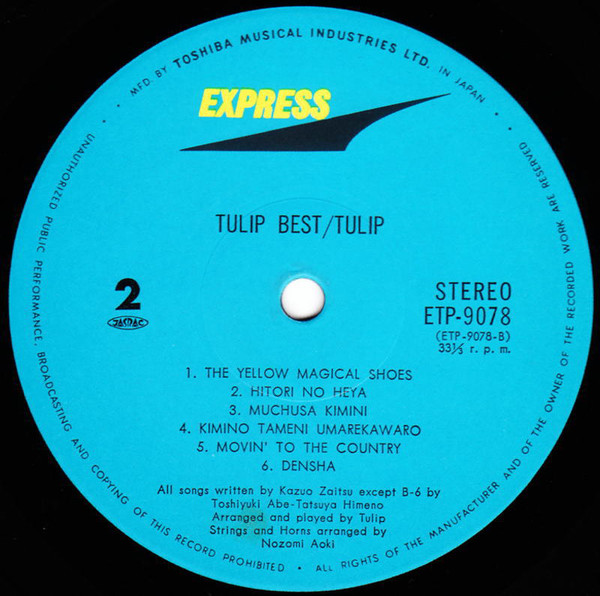 MFD. BY TOSHIBA MUSICAL INDUSTRIES LTD. IN JAPAN
EXPRESS
TULIP BEST/TULIP
2
JASRAC
STEREO
ETP-9078
(ETP-9078-B)
33⅓ r. p. m.
1. THE YELLOW MAGICAL SHOES
2. HITORI NO HEYA
3. MUCHUSA KIMINI
4. KIMINO TAMENI UMAREKAWARO
5. MOVIN' TO THE COUNTRY
6. DENSHA
All songs written by Kazuo Zaitsu except B-6 by
Toshiyuki Abe-Tatsuya Himeno
Arranged and played by Tulip
Strings and Horns arranged by
Nozomi Aoki
UNAUTHORIZED PUBLIC PERFORMANCE, BROADCASTING AND COPYING OF THIS RECORD PROHIBITED • ALL RIGHTS OF THE MANUFACTURER AND OF THE OWNER OF THE RECORDED WORK ARE RESERVED